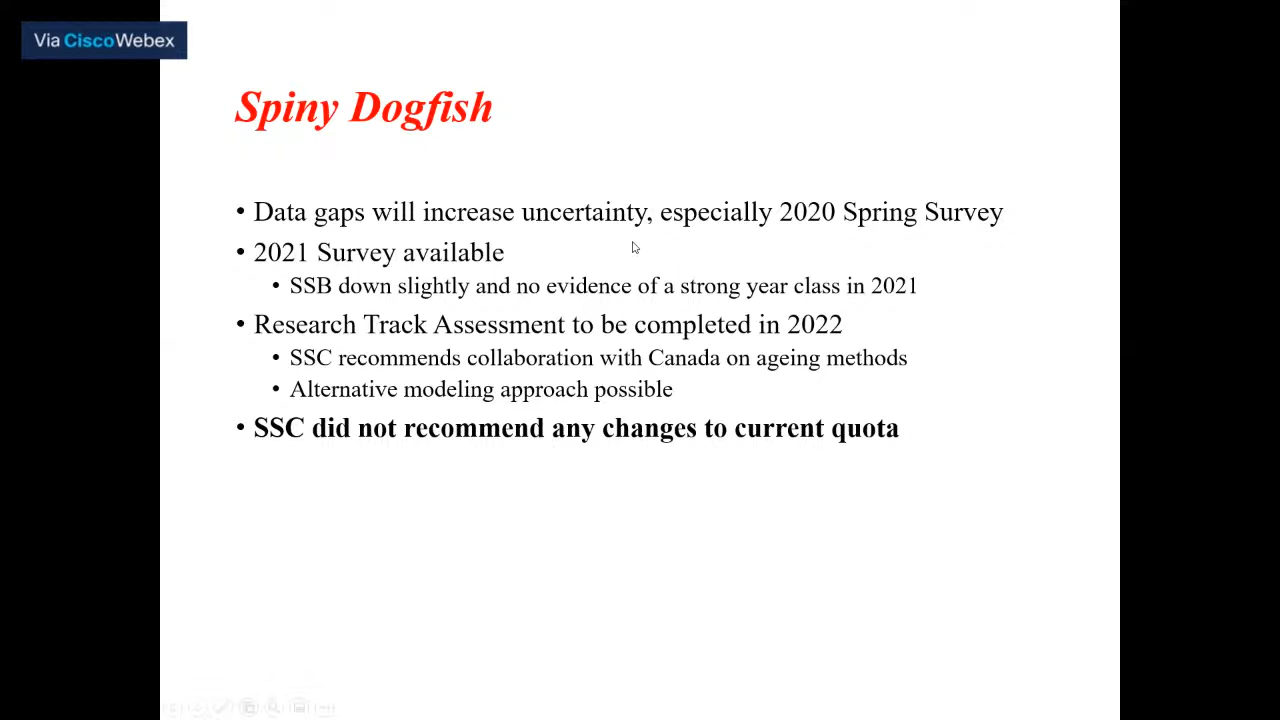 Via CiscoWebex
Spiny Dogfish
• Data gaps will increase uncertainty, especially 2020 Spring Survey
• 2021 Survey available
• SSB down slightly and no evidence of a strong year class in 2021
• Research Track Assessment to be completed in 2022
• SSC recommends collaboration with Canada on ageing methods
• Alternative modeling approach possible
• SSC did not recommend any changes to current quota